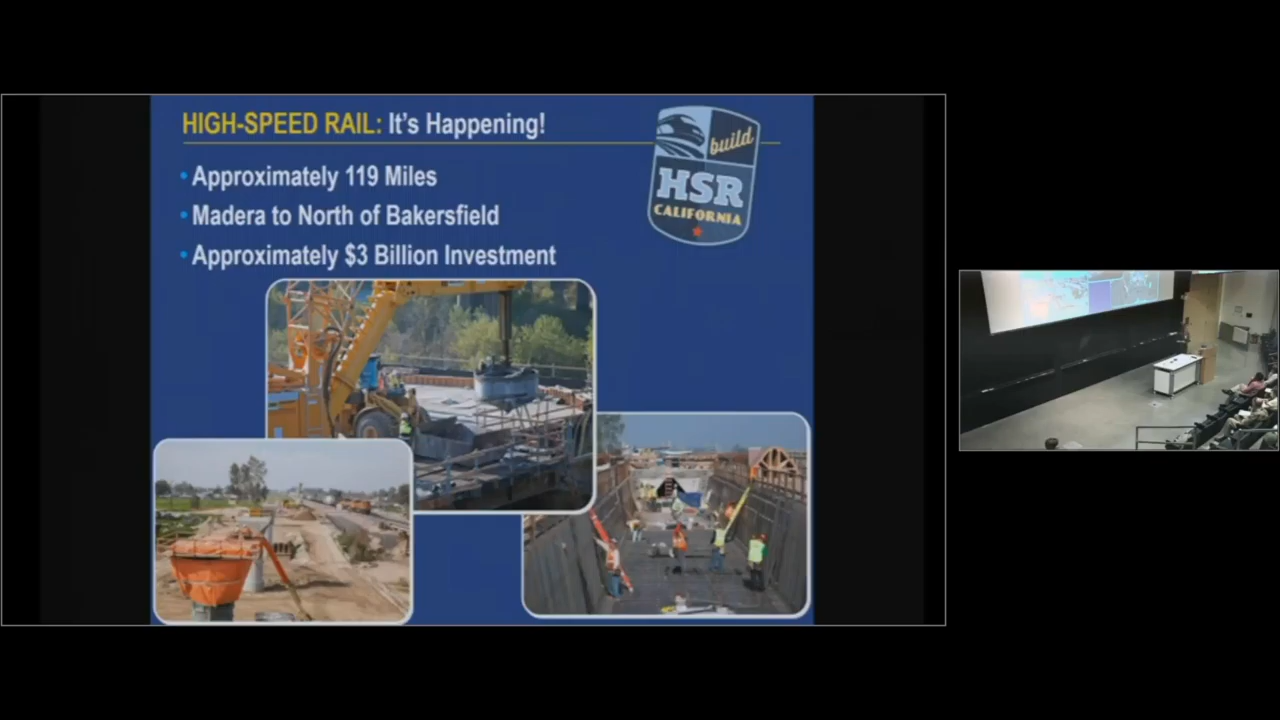 HIGH-SPEED RAIL: It's Happening!
• Approximately 119 Miles
• Madera to North of Bakersfield
• Approximately $3 Billion Investment
build
HSR
CALIFORNIA